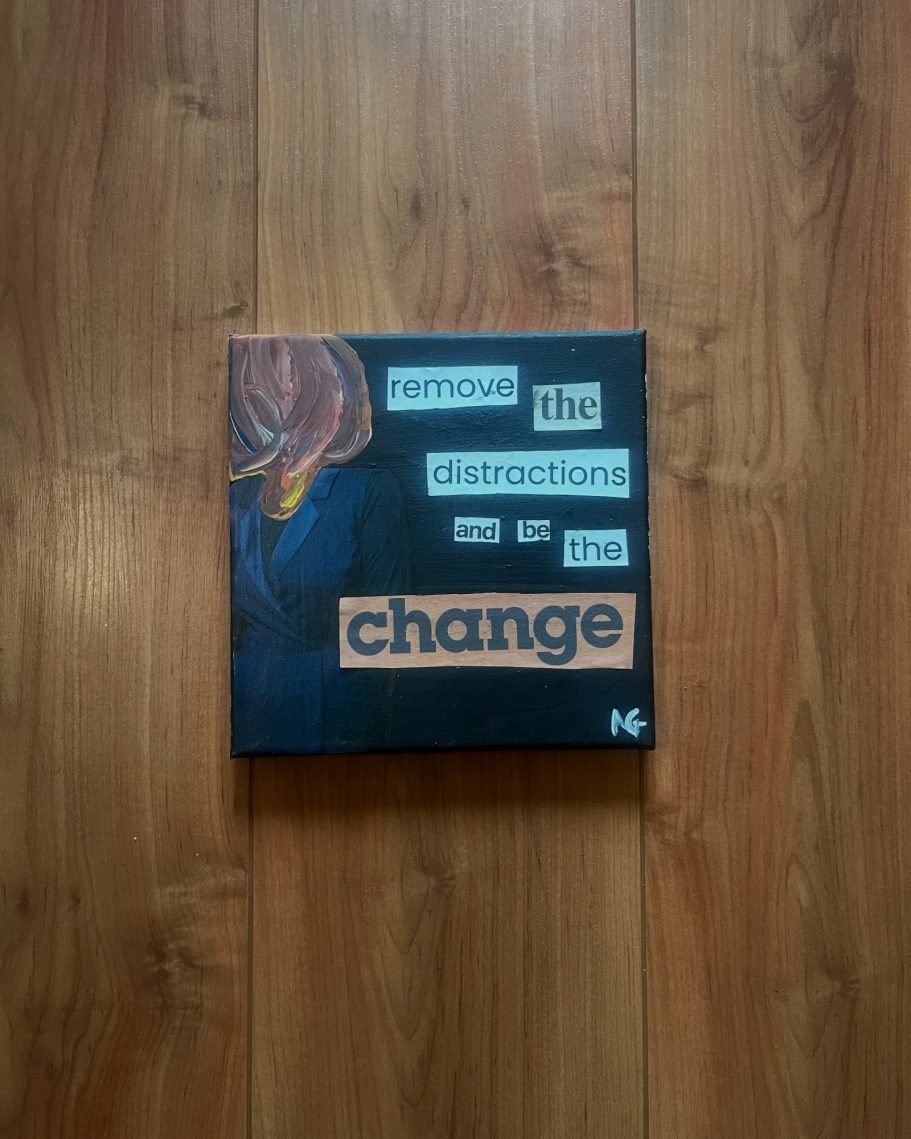 remove the
distractions
and be the
change
NG